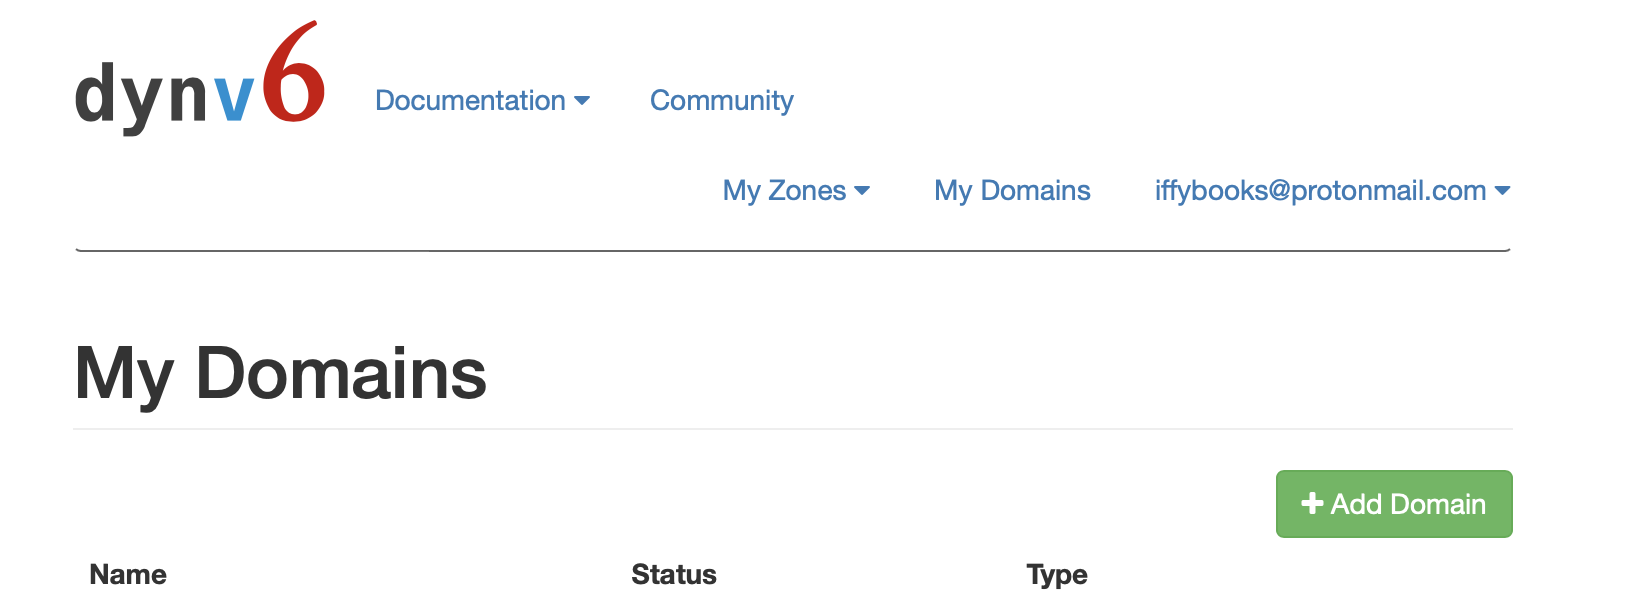 dynv6 Documentation Community
My Zones My Domains iffybooks@protonmail.com
My Domains
+ Add Domain
Name Status Type